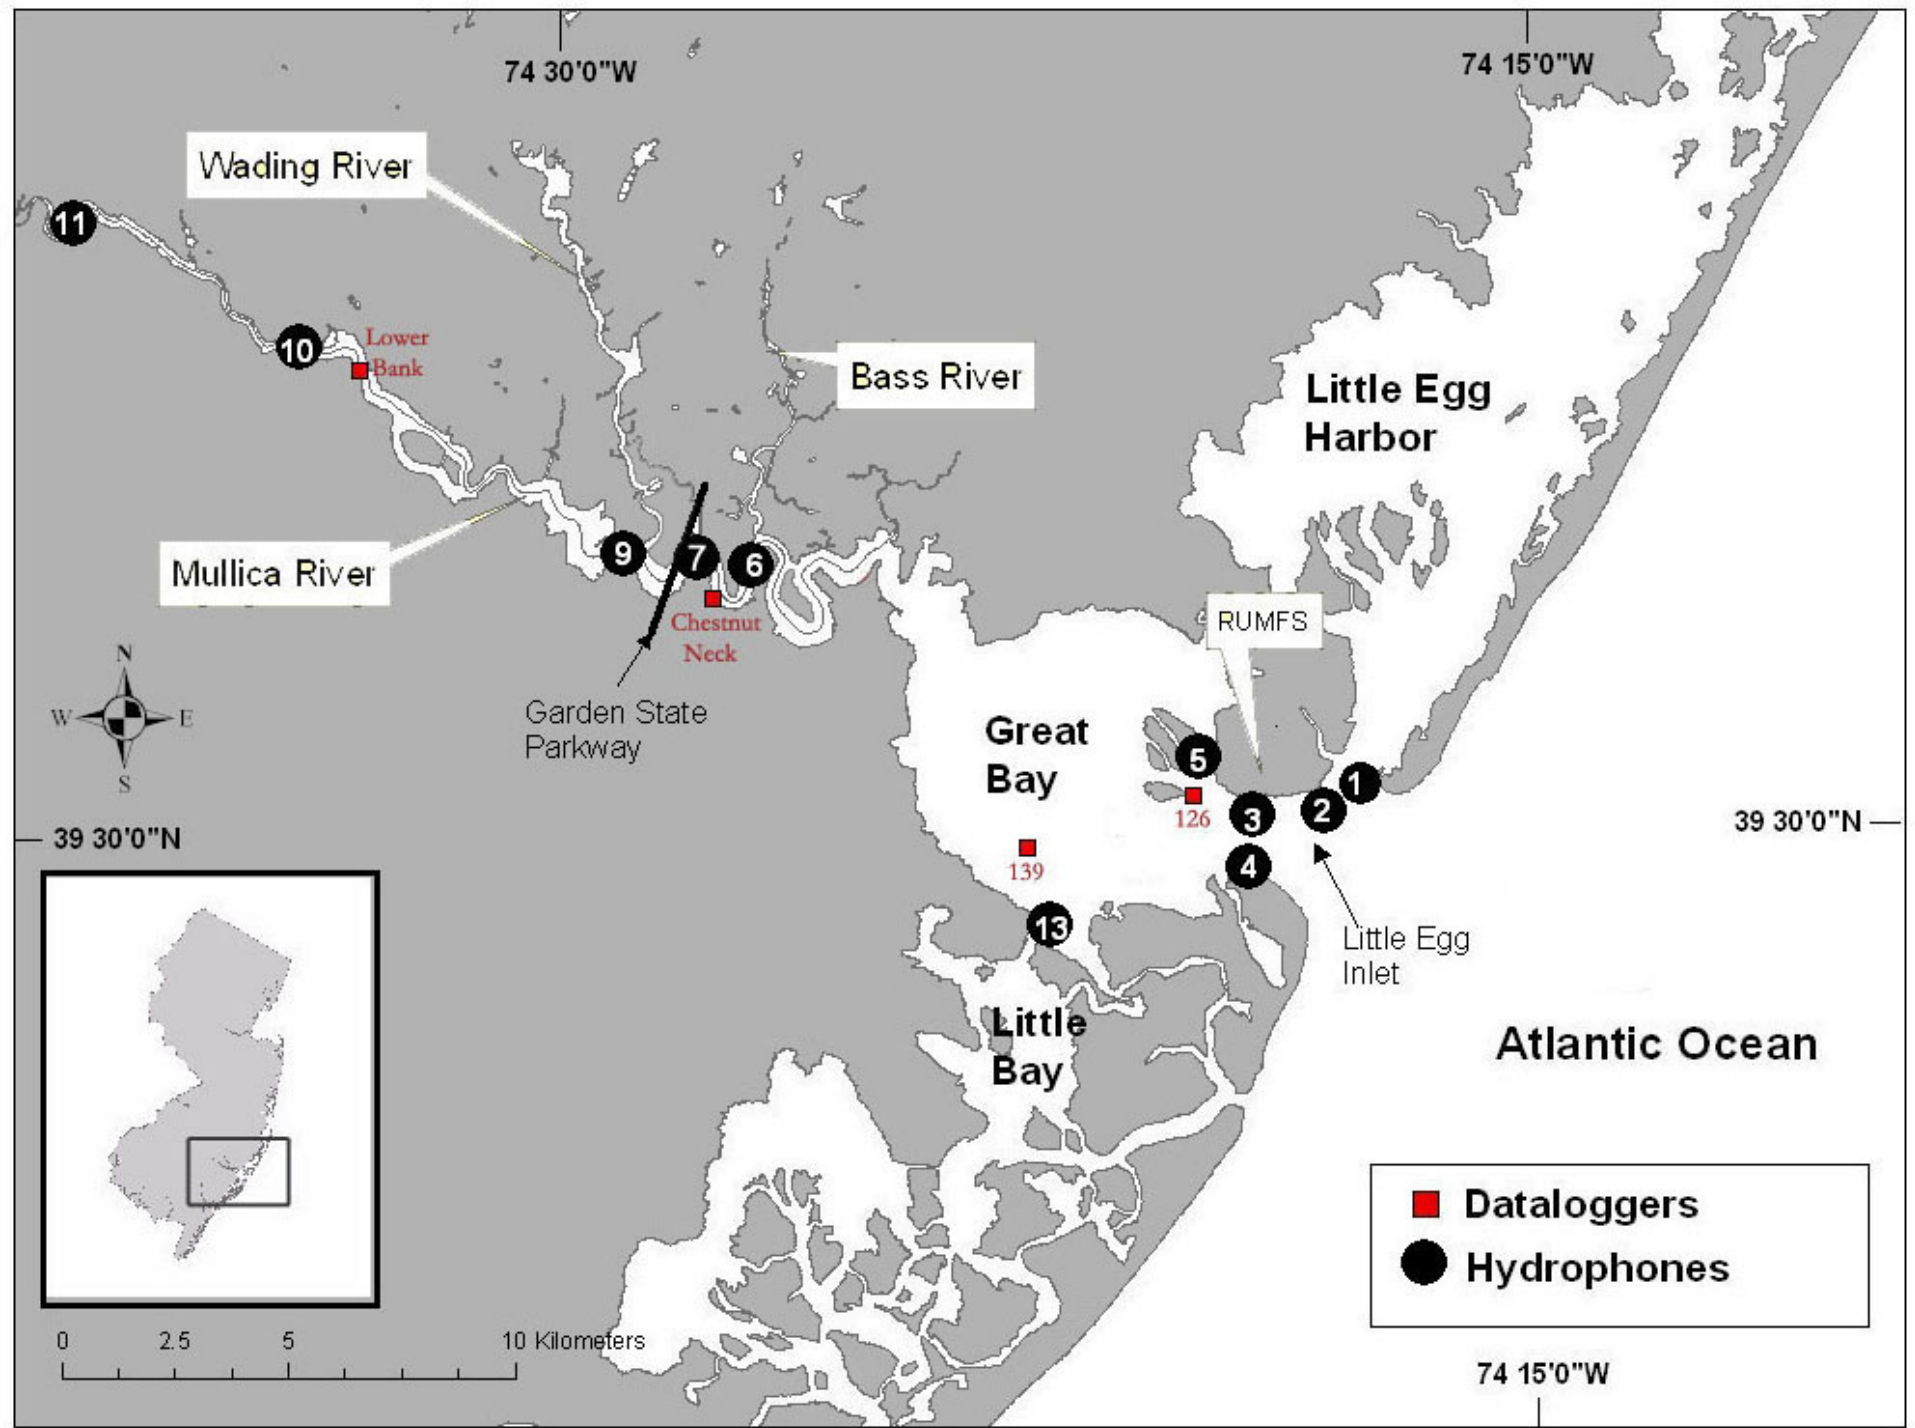 74 30'0"W
74 15'0"W
Wading River
11
Lower
Bank
10
Bass River
Little Egg
Harbor
Mullica River
9
7
6
Chestnut
Neck
RUMFS
N
W
E
S
Garden State
Parkway
Great
Bay
5
1
2
3
126
4
139
39 30'0"N
39 30'0"N
13
Little Egg
Inlet
Little
Bay
Atlantic Ocean
Dataloggers
Hydrophones
0
2.5
5
10 Kilometers
74 15'0"W